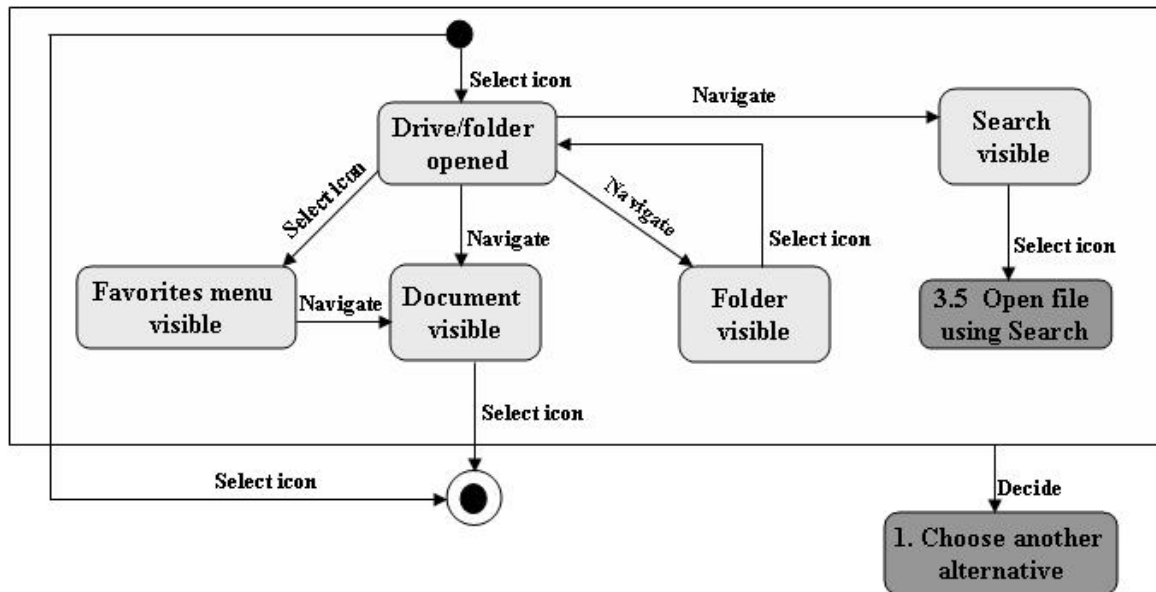 Select icon
Navigate
Drive/folder
opened
Search
visible
Select icon
Navigate
Navigate
Select icon
Select icon
Favorites menu
visible
Navigate
Document
visible
Folder
visible
3.5 Open file
using Search
Select icon
Select icon
Decide
1. Choose another
alternative